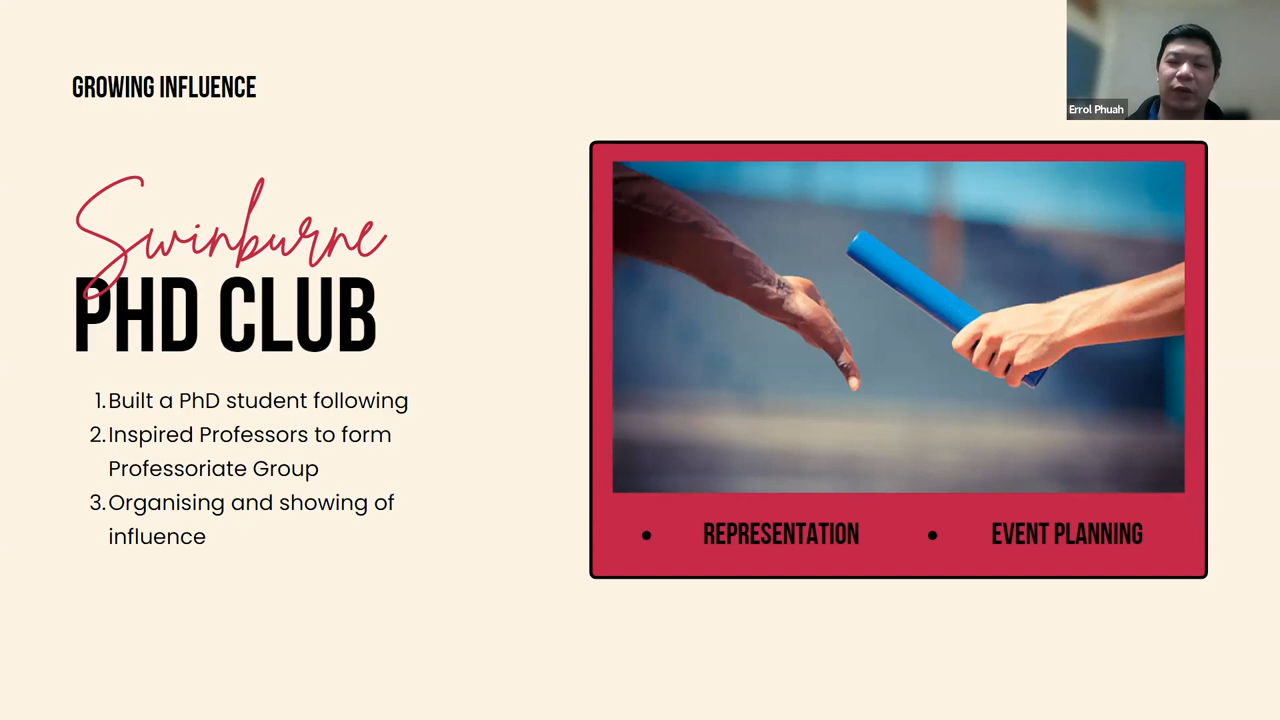 GROWING INFLUENCE
Errol Phuah
Swinburne
PHD CLUB
1. Built a PhD student following
2. Inspired Professors to form
Professoriate Group
3. Organising and showing of
influence
• REPRESENTATION • EVENT PLANNING